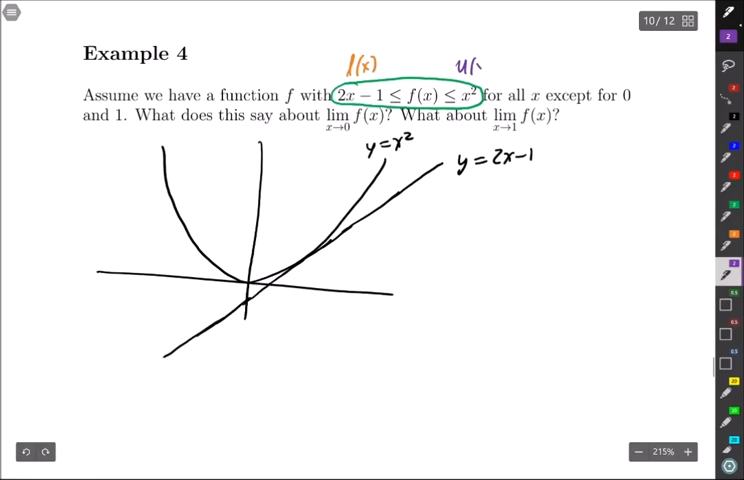 10 / 12
Example 4
l(x) u(
Assume we have a function f with 2x − 1 ≤ f(x) ≤ x² for all x except for 0
and 1. What does this say about lim f(x)? What about lim f(x)?
x→0 x→1
y=x²
y=2x-1
215%